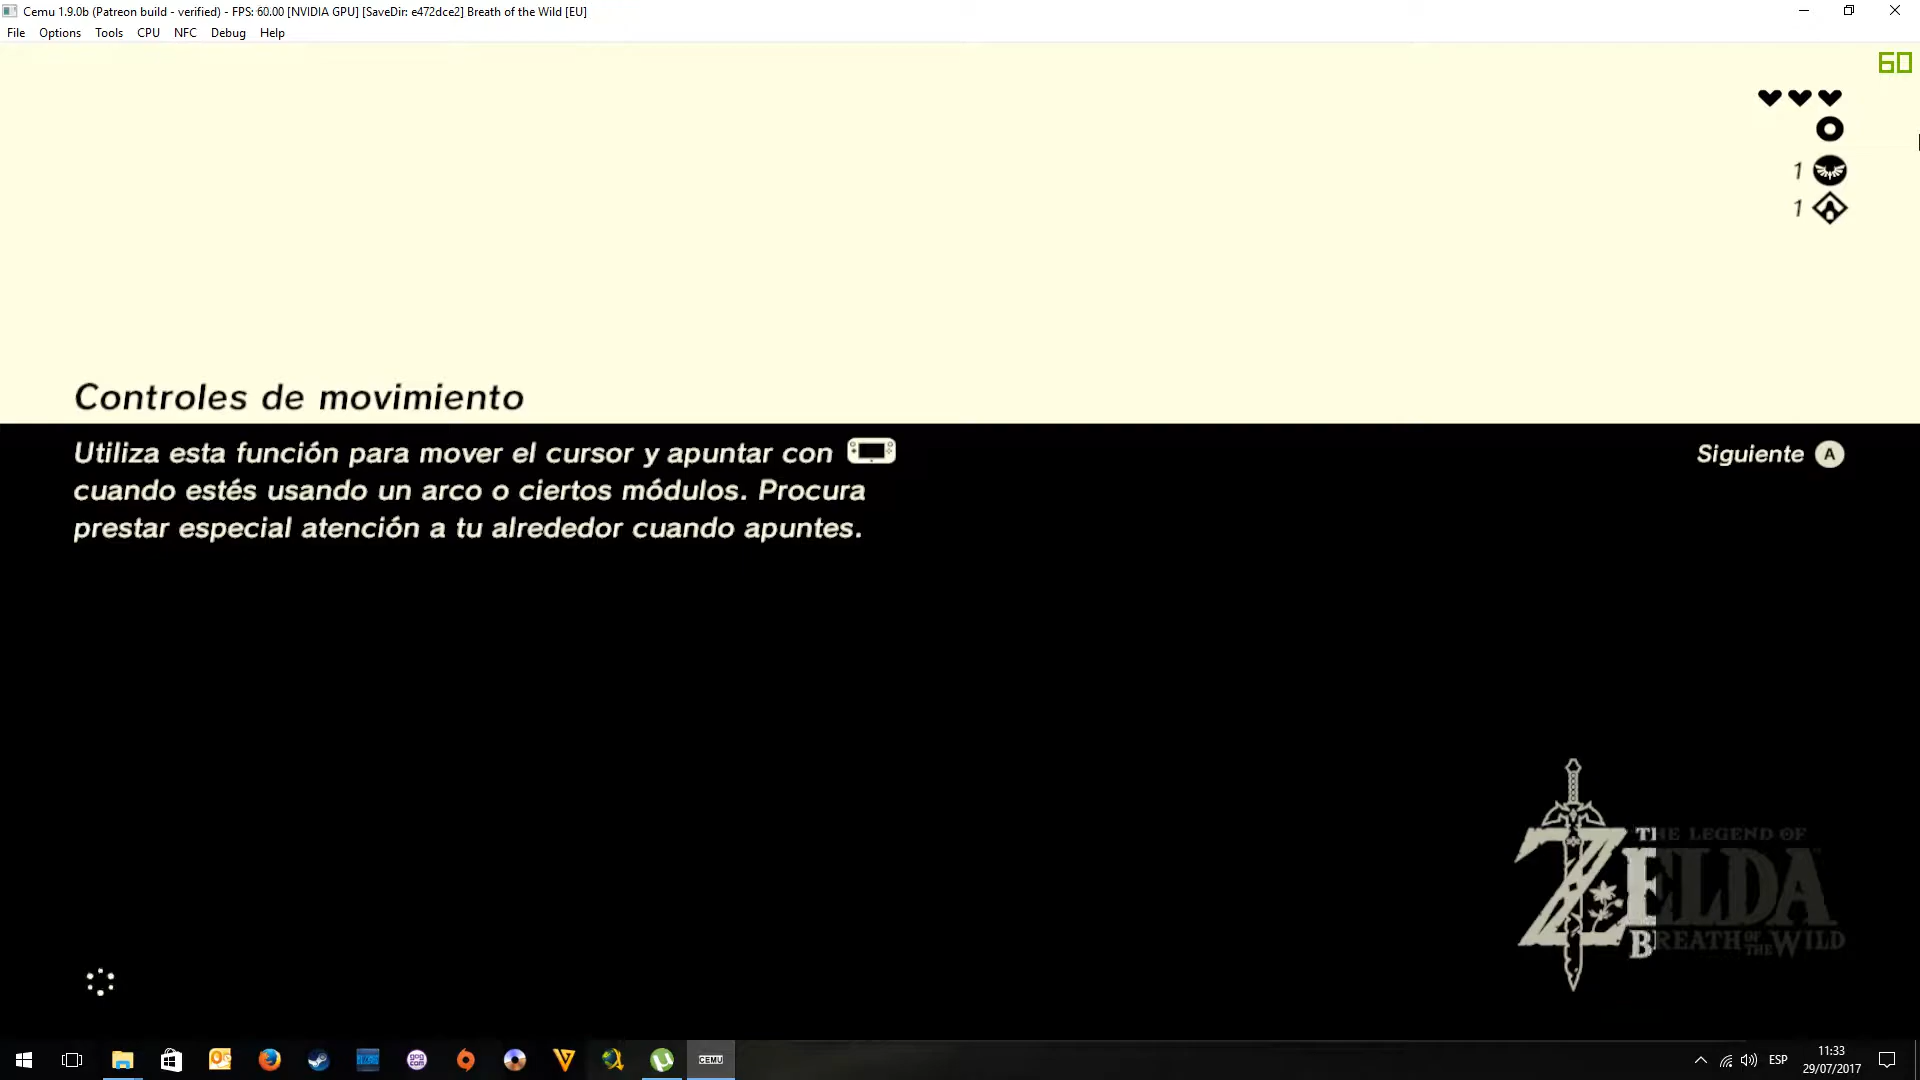 Cemu 1.9.0b (Patreon build - verified) - FPS: 60.00 [NVIDIA GPU] [SaveDir: e472dce2] Breath of the Wild [EU]
File Options Tools CPU NFC Debug Help
60
1
1
Controles de movimiento
Utiliza esta función para mover el cursor y apuntar con
cuando estés usando un arco o ciertos módulos. Procura
prestar especial atención a tu alrededor cuando apuntes.
Siguiente A
THE LEGEND OF
ZELDA
BREATH OF THE WILD
GOG COM
CEMU
ESP
11:33
29/07/2017